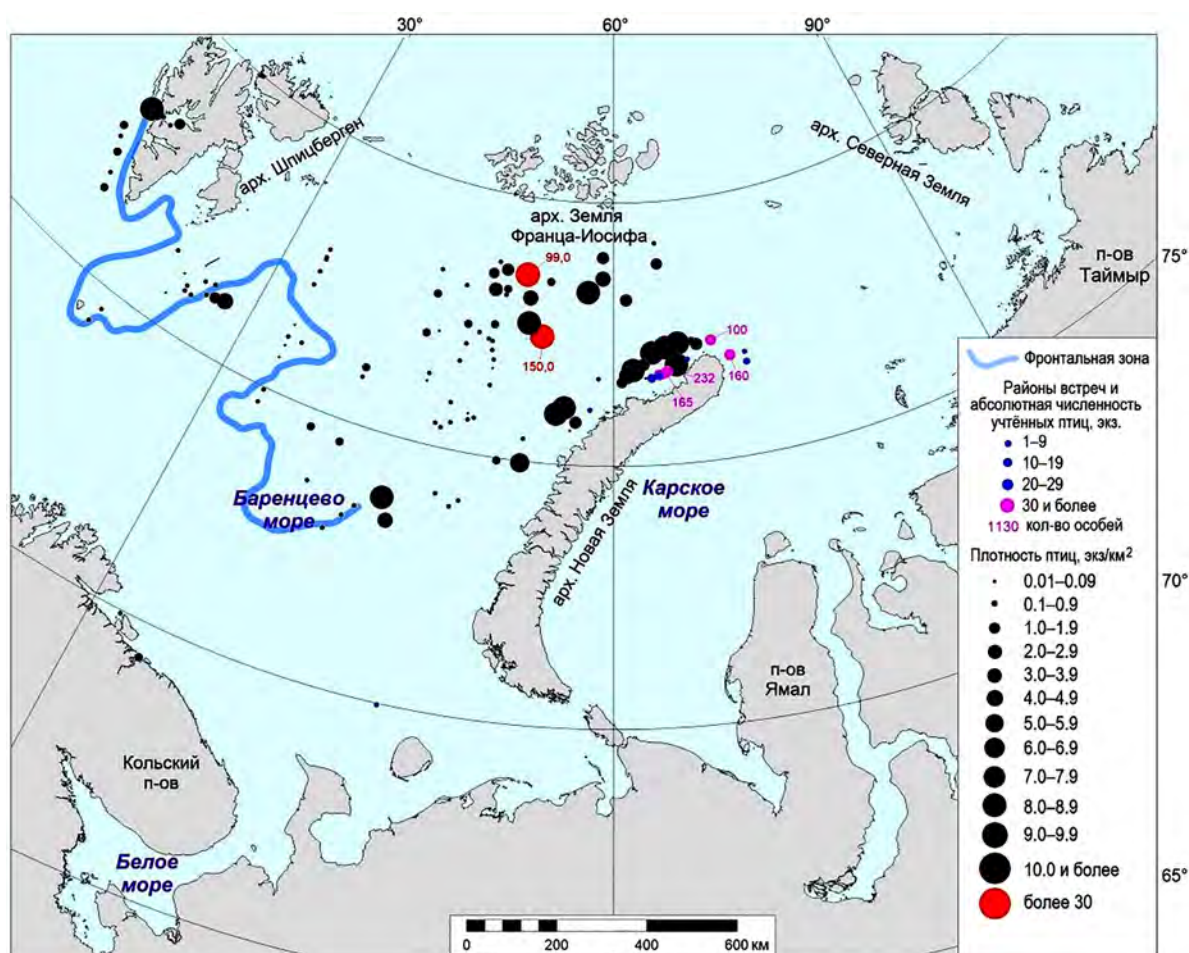 30°
60°
90°
арх. Шпицберген
арх. Северная Земля
арх. Земля
Франца-Иосифа
99,0
п-ов
Таймыр
75°
150,0
100
160
232
165
Баренцево
море
арх. Новая Земля
Карское
море
70°
п-ов
Ямал
Кольский
п-ов
Белое
море
65°
Фронтальная зона
Районы встреч и
абсолютная численность
учтённых птиц, экз.
1–9
10–19
20–29
30 и более
1130 кол-во особей
Плотность птиц, экз/км²
0.01–0.09
0.1–0.9
1.0–1.9
2.0–2.9
3.0–3.9
4.0–4.9
5.0–5.9
6.0–6.9
7.0–7.9
8.0–8.9
9.0–9.9
10.0 и более
более 30
0 200 400 600 км